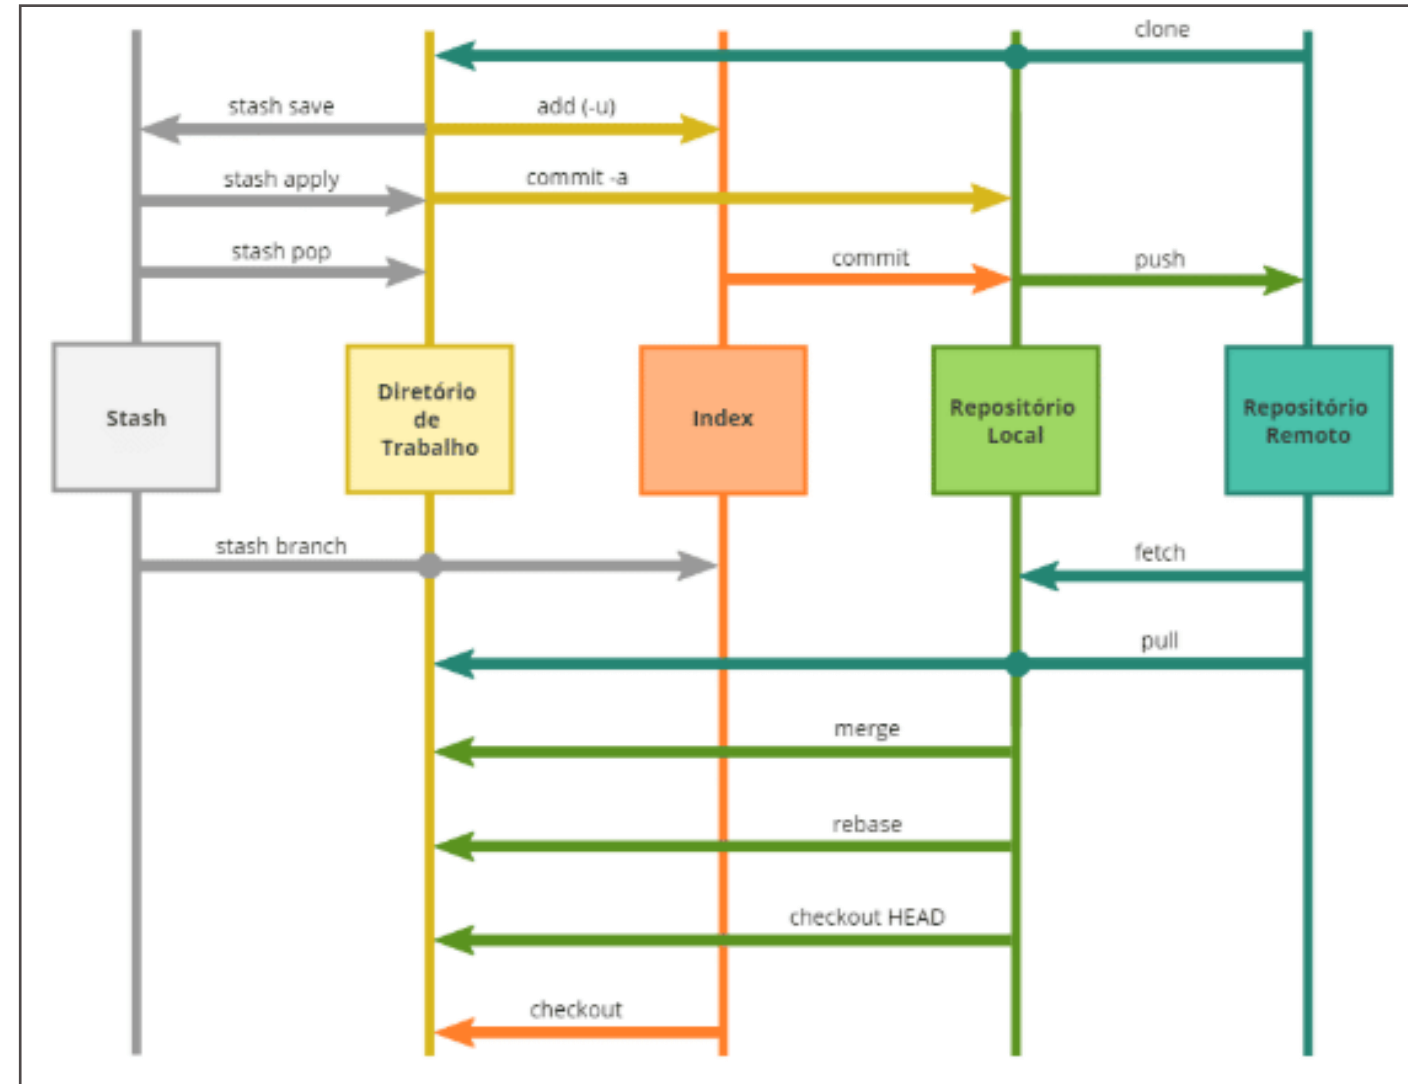 clone
stash save
add (-u)
stash apply
commit -a
stash pop
commit
push
Stash
Diretório
de
Trabalho
Index
Repositório
Local
Repositório
Remoto
stash branch
fetch
pull
merge
rebase
checkout HEAD
checkout